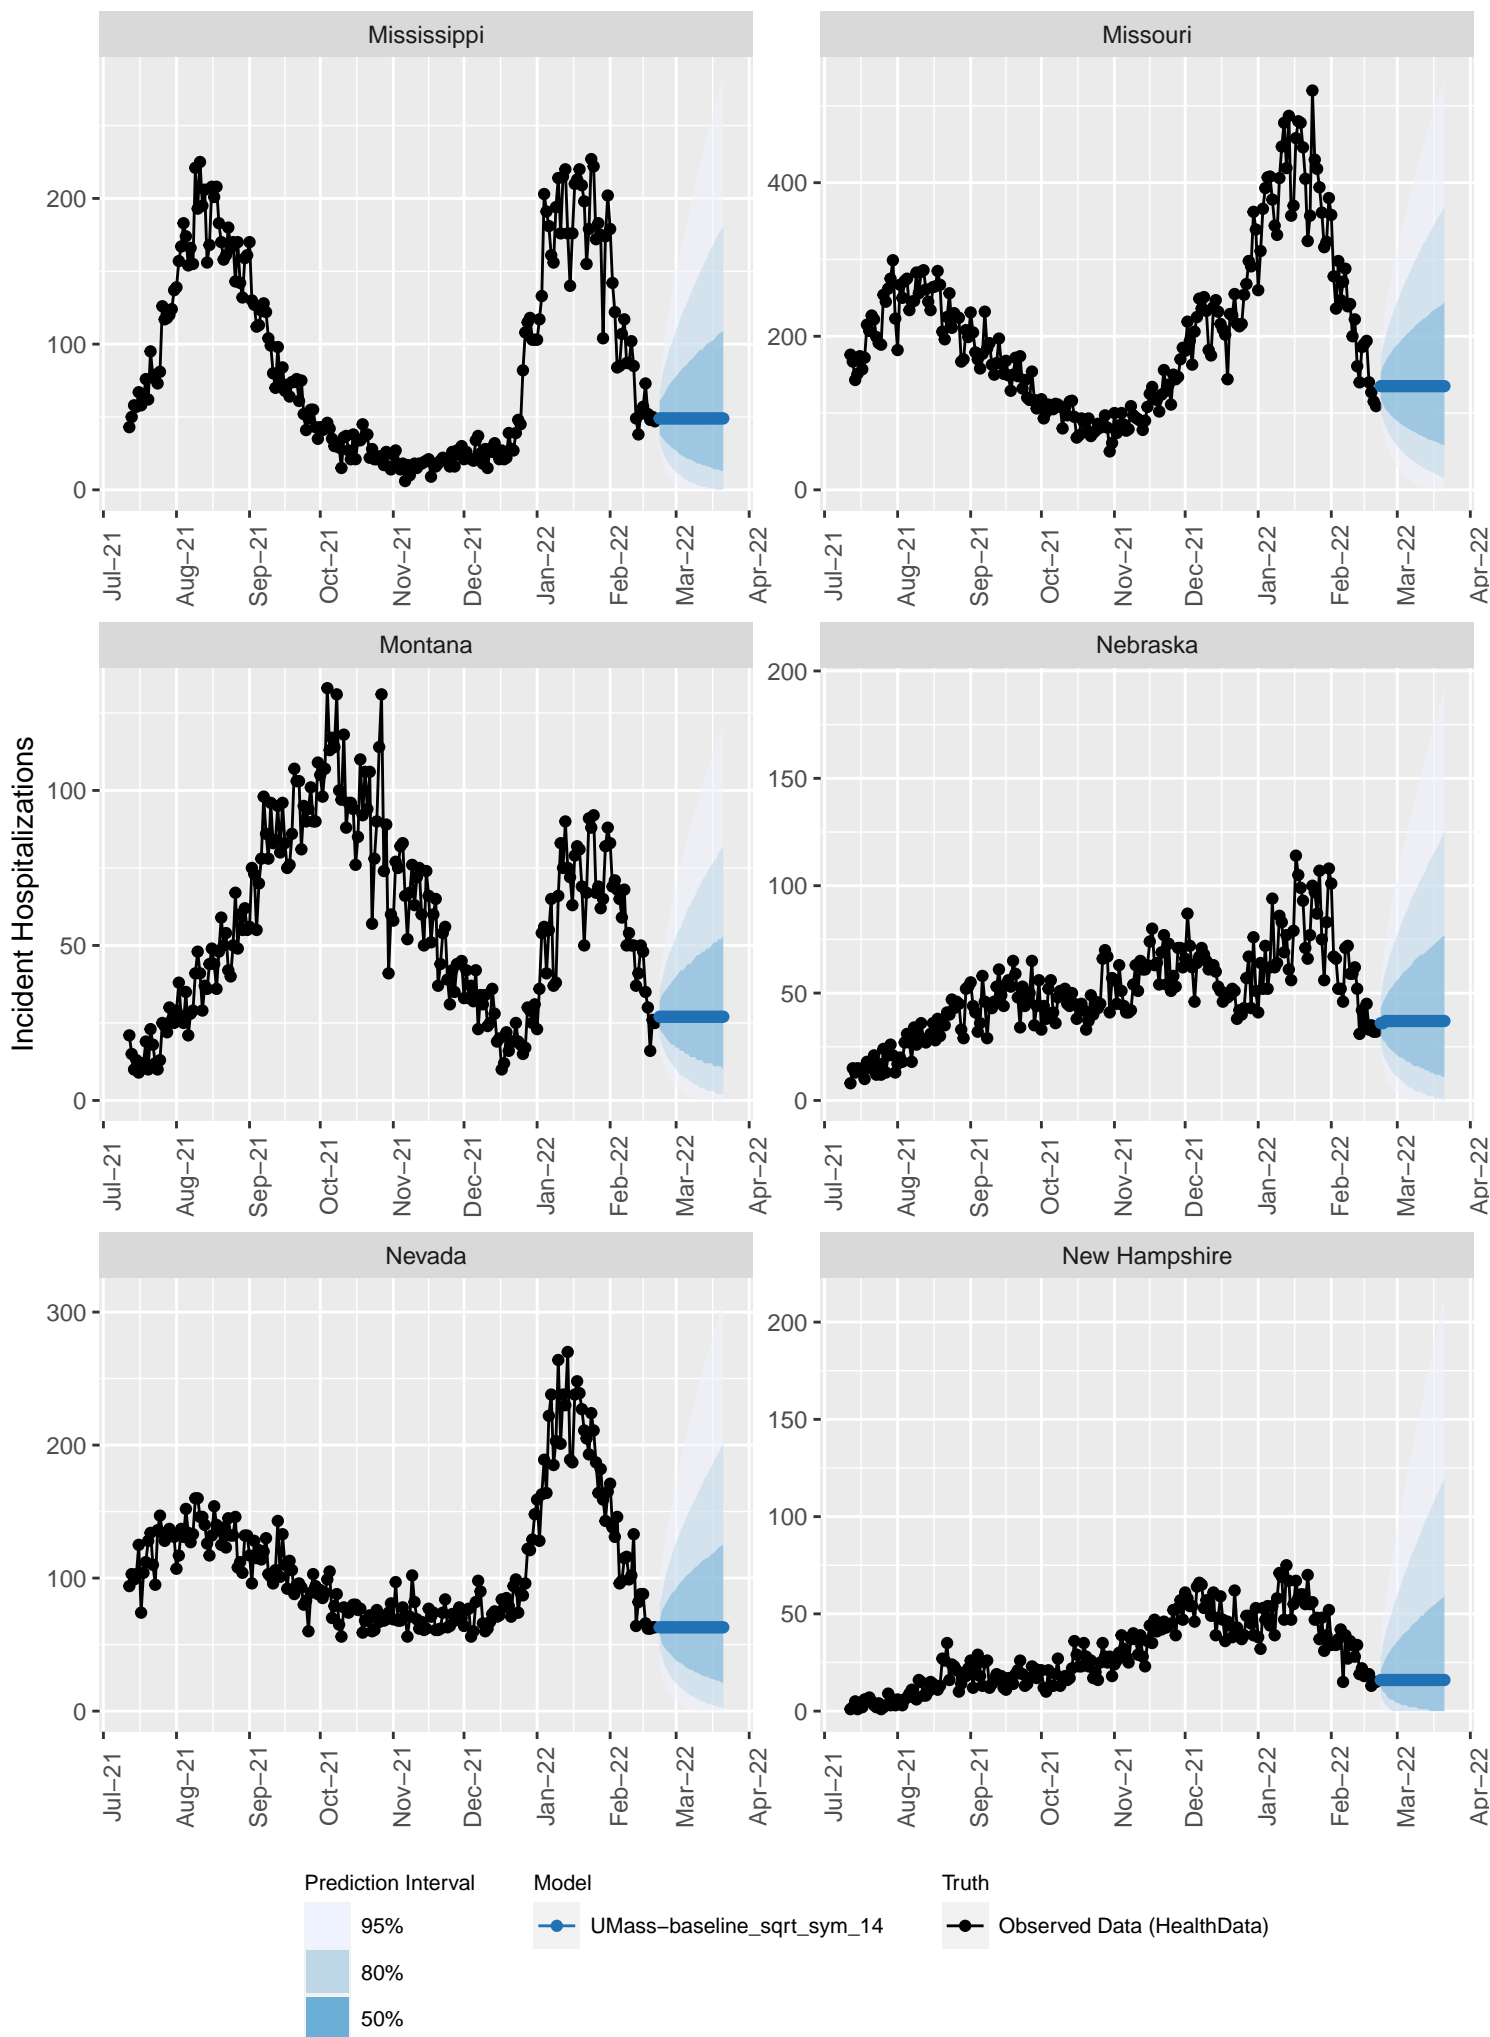 Mississippi Missouri
200
100
0
400
200
0
Jul−21 Aug−21 Sep−21 Oct−21 Nov−21 Dec−21 Jan−22 Feb−22 Mar−22 Apr−22
Jul−21 Aug−21 Sep−21 Oct−21 Nov−21 Dec−21 Jan−22 Feb−22 Mar−22 Apr−22
Incident Hospitalizations
Montana Nebraska
100
50
0
200
150
100
50
0
Jul−21 Aug−21 Sep−21 Oct−21 Nov−21 Dec−21 Jan−22 Feb−22 Mar−22 Apr−22
Jul−21 Aug−21 Sep−21 Oct−21 Nov−21 Dec−21 Jan−22 Feb−22 Mar−22 Apr−22
Nevada New Hampshire
300
200
100
0
200
150
100
50
0
Jul−21 Aug−21 Sep−21 Oct−21 Nov−21 Dec−21 Jan−22 Feb−22 Mar−22 Apr−22
Jul−21 Aug−21 Sep−21 Oct−21 Nov−21 Dec−21 Jan−22 Feb−22 Mar−22 Apr−22
Prediction Interval
95%
80%
50%
Model
UMass−baseline_sqrt_sym_14
Truth
Observed Data (HealthData)